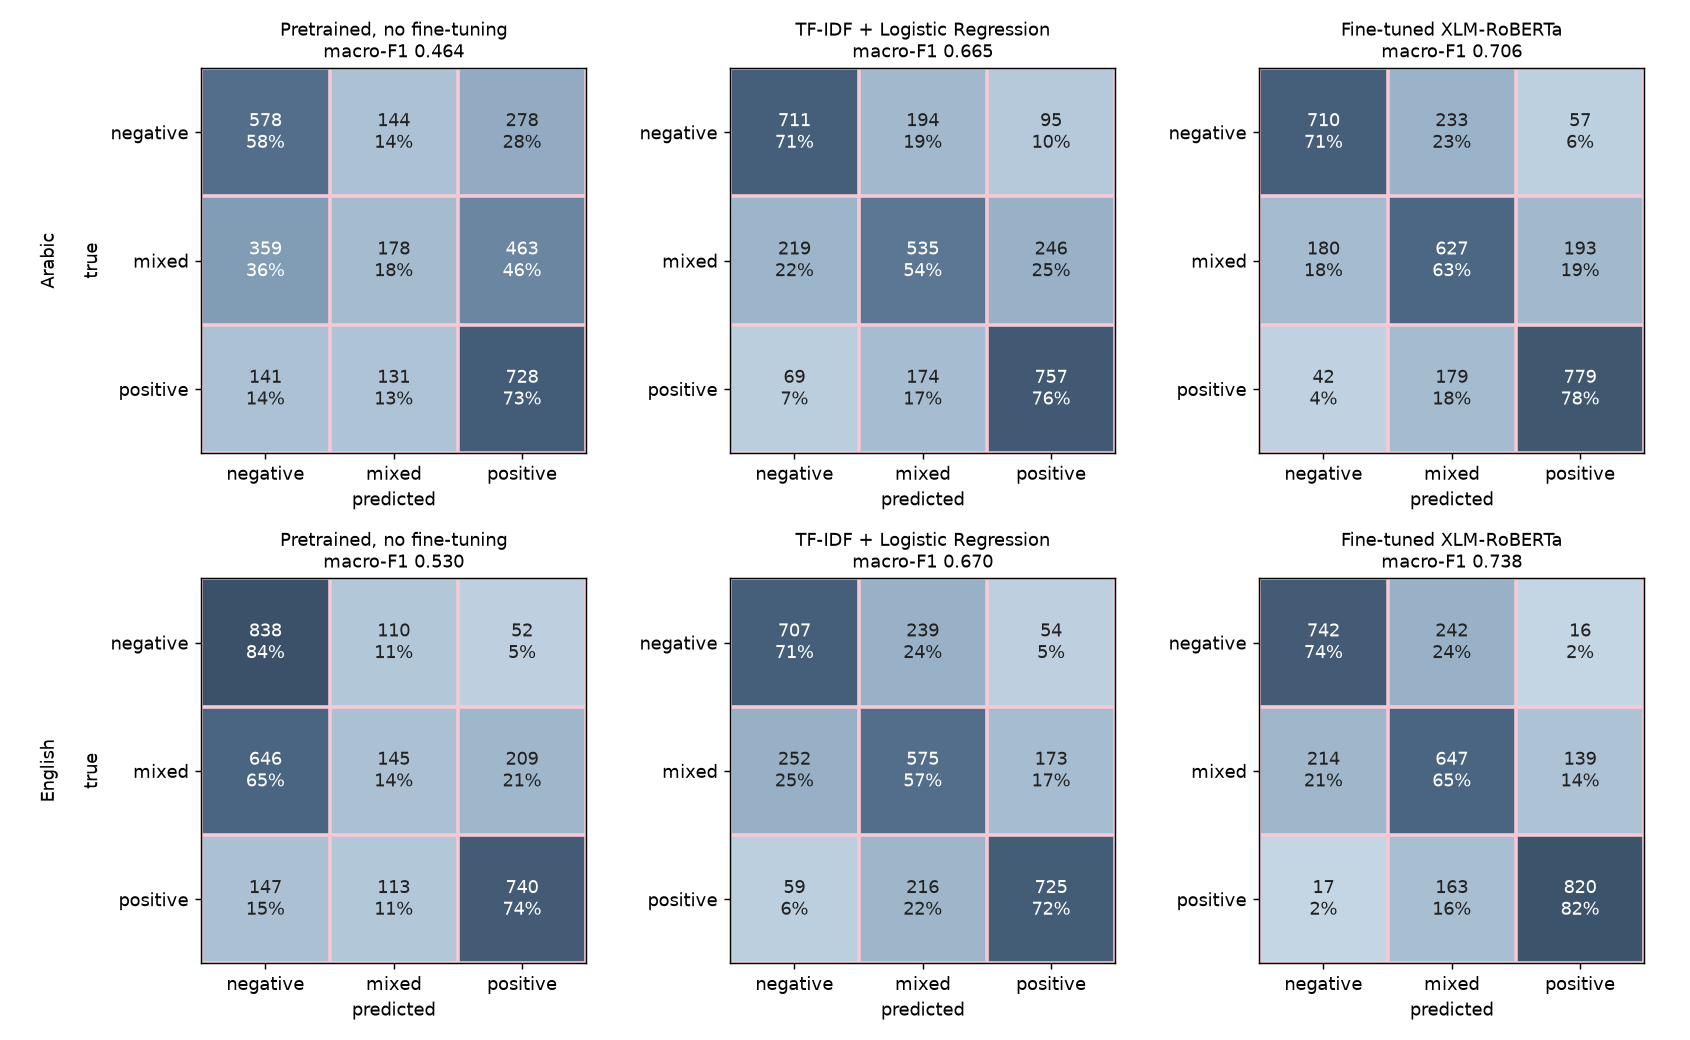 Pretrained, no fine-tuning
macro-F1 0.464
TF-IDF + Logistic Regression
macro-F1 0.665
Fine-tuned XLM-RoBERTa
macro-F1 0.706
Arabic
true
negative
578 144 278
58% 14% 28%
mixed
359 178 463
36% 18% 46%
positive
141 131 728
14% 13% 73%
negative mixed positive
predicted
negative
711 194 95
71% 19% 10%
mixed
219 535 246
22% 54% 25%
positive
69 174 757
7% 17% 76%
negative mixed positive
predicted
negative
710 233 57
71% 23% 6%
mixed
180 627 193
18% 63% 19%
positive
42 179 779
4% 18% 78%
negative mixed positive
predicted
Pretrained, no fine-tuning
macro-F1 0.530
TF-IDF + Logistic Regression
macro-F1 0.670
Fine-tuned XLM-RoBERTa
macro-F1 0.738
English
true
negative
838 110 52
84% 11% 5%
mixed
646 145 209
65% 14% 21%
positive
147 113 740
15% 11% 74%
negative mixed positive
predicted
negative
707 239 54
71% 24% 5%
mixed
252 575 173
25% 57% 17%
positive
59 216 725
6% 22% 72%
negative mixed positive
predicted
negative
742 242 16
74% 24% 2%
mixed
214 647 139
21% 65% 14%
positive
17 163 820
2% 16% 82%
negative mixed positive
predicted